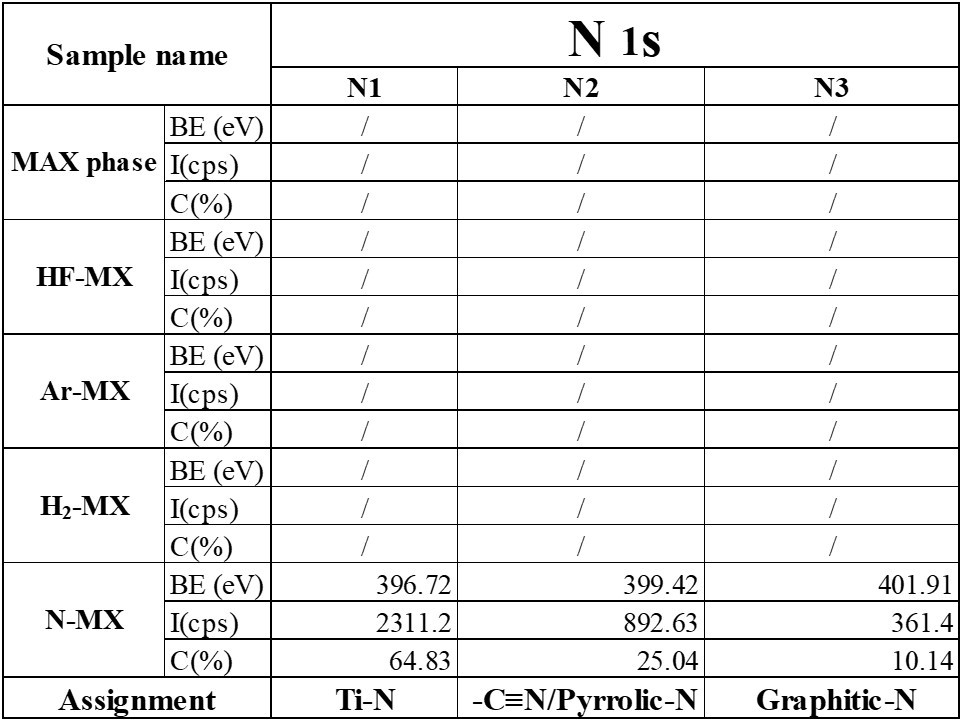 Sample name N 1s
N1 N2 N3
MAX phase BE (eV) / / /
I(cps) / / /
C(%) / / /
HF-MX BE (eV) / / /
I(cps) / / /
C(%) / / /
Ar-MX BE (eV) / / /
I(cps) / / /
C(%) / / /
H₂-MX BE (eV) / / /
I(cps) / / /
C(%) / / /
N-MX BE (eV) 396.72 399.42 401.91
I(cps) 2311.2 892.63 361.4
C(%) 64.83 25.04 10.14
Assignment Ti-N -C≡N/Pyrrolic-N Graphitic-N